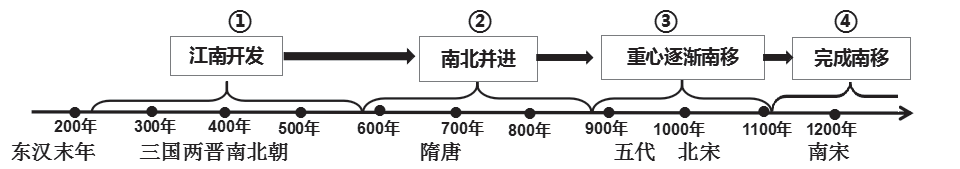 ① ② ③ ④
江南开发 南北并进 重心逐渐南移 完成南移
200年 300年 400年 500年 600年 700年 800年 900年 1000年 1100年 1200年
东汉末年 三国两晋南北朝 隋唐 五代 北宋 南宋